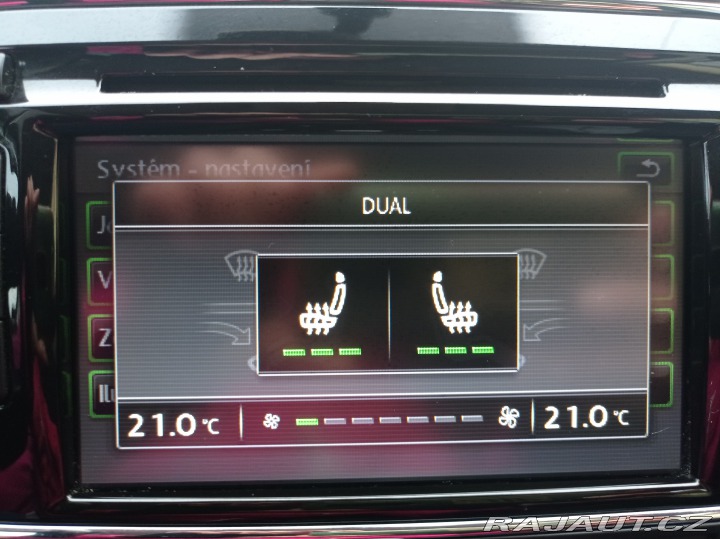 Systém - nastavení
DUAL
V
Z
21.0 °C
21.0 °C
RAJAUT.CZ